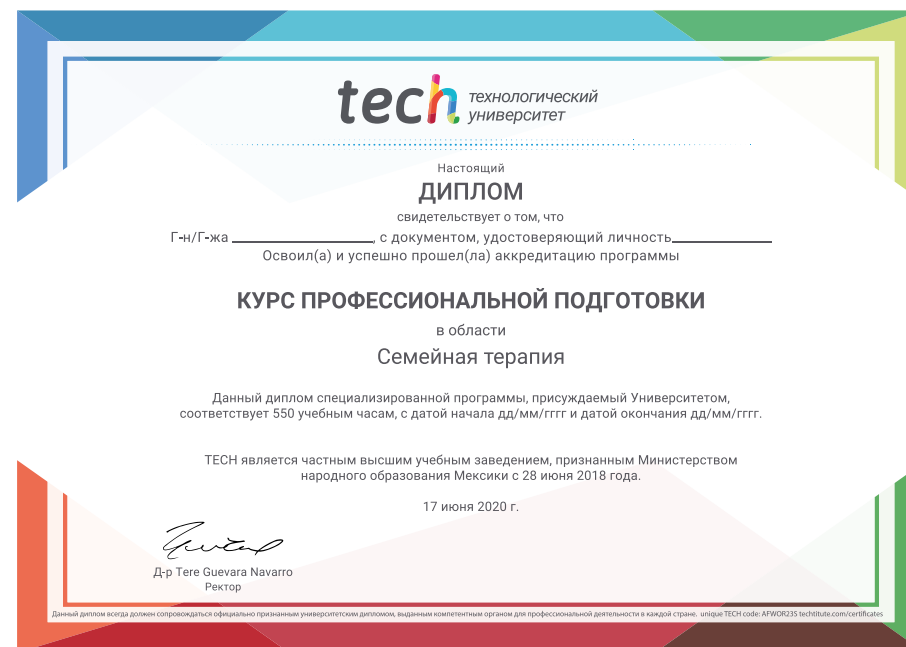 tech технологический
университет
Настоящий
ДИПЛОМ
свидетельствует о том, что
Г-н/Г-жа ____________________, с документом, удостоверяющий личность______________
Освоил(а) и успешно прошел(ла) аккредитацию программы
КУРС ПРОФЕССИОНАЛЬНОЙ ПОДГОТОВКИ
в области
Семейная терапия
Данный диплом специализированной программы, присуждаемый Университетом,
соответствует 550 учебным часам, с датой начала дд/мм/гггг и датой окончания дд/мм/гггг.
TECH является частным высшим учебным заведением, признанным Министерством
народного образования Мексики с 28 июня 2018 года.
17 июня 2020 г.
Д-р Tere Guevara Navarro
Ректор
Данный диплом всегда должен сопровождаться официально признанным университетским дипломом, выданным компетентным органом для профессиональной деятельности в каждой стране. unique TECH code: AFWOR23S techtitute.com/certificates